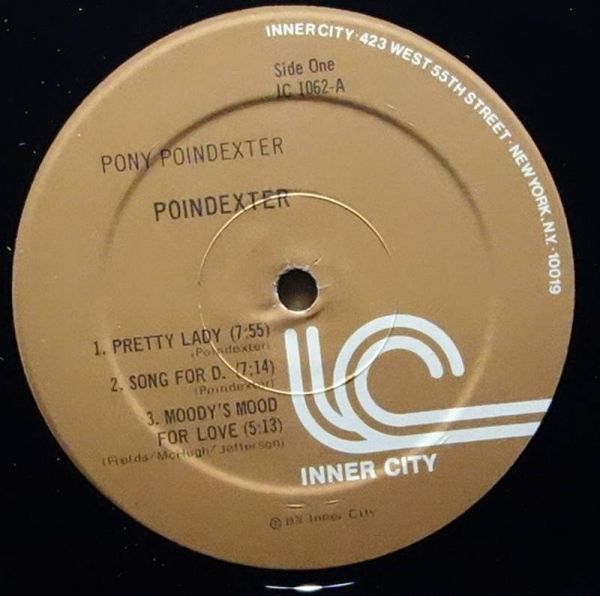 INNER CITY · 423 WEST 55TH STREET · NEW YORK, N.Y. · 10019
Side One
IC 1062-A
PONY POINDEXTER
POINDEXTER
1. PRETTY LADY (7:55)
(Poindexter)
2. SONG FOR D. (7:14)
(Poindexter)
3. MOODY'S MOOD
FOR LOVE (5:13)
(Fields/McHugh/Jefferson)
INNER CITY
Inner City